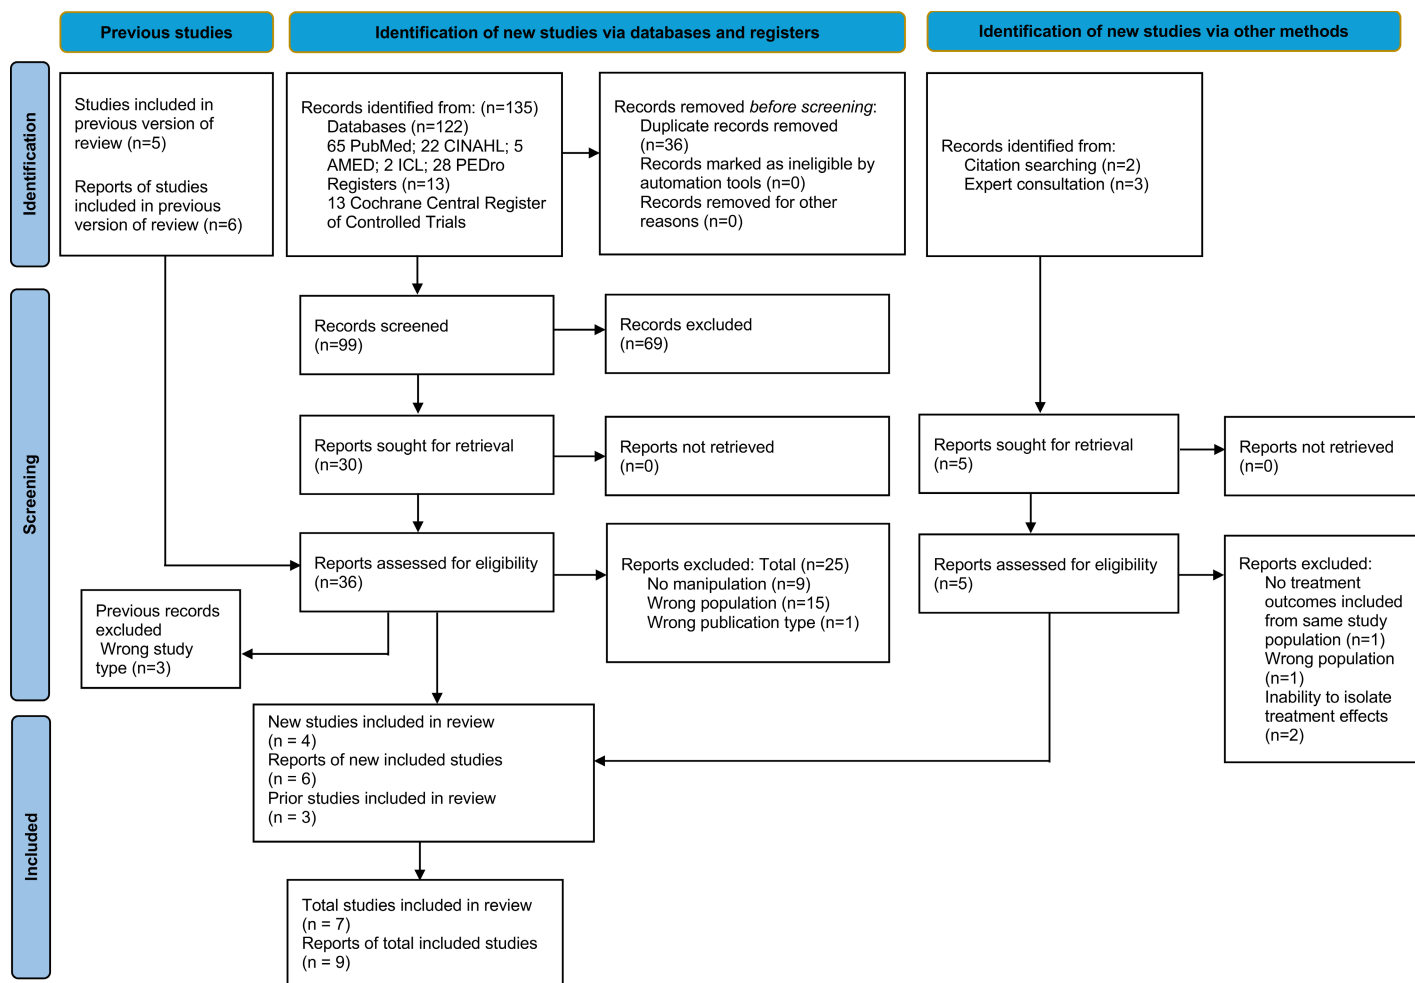 Previous studies
Identification of new studies via databases and registers
Identification of new studies via other methods
Identification
Studies included in
previous version of
review (n=5)
Reports of studies
included in previous
version of review (n=6)
Records identified from: (n=135)
Databases (n=122)
65 PubMed; 22 CINAHL; 5
AMED; 2 ICL; 28 PEDro
Registers (n=13)
13 Cochrane Central Register
of Controlled Trials
Records removed before screening:
Duplicate records removed
(n=36)
Records marked as ineligible by
automation tools (n=0)
Records removed for other
reasons (n=0)
Records identified from:
Citation searching (n=2)
Expert consultation (n=3)
Screening
Records screened
(n=99)
Records excluded
(n=69)
Reports sought for retrieval
(n=30)
Reports not retrieved
(n=0)
Reports sought for retrieval
(n=5)
Reports not retrieved
(n=0)
Reports assessed for eligibility
(n=36)
Reports excluded: Total (n=25)
No manipulation (n=9)
Wrong population (n=15)
Wrong publication type (n=1)
Reports assessed for eligibility
(n=5)
Reports excluded:
No treatment
outcomes included
from same study
population (n=1)
Wrong population
(n=1)
Inability to isolate
treatment effects
(n=2)
Previous records
excluded
Wrong study
type (n=3)
Included
New studies included in review
(n = 4)
Reports of new included studies
(n = 6)
Prior studies included in review
(n = 3)
Total studies included in review
(n = 7)
Reports of total included studies
(n = 9)